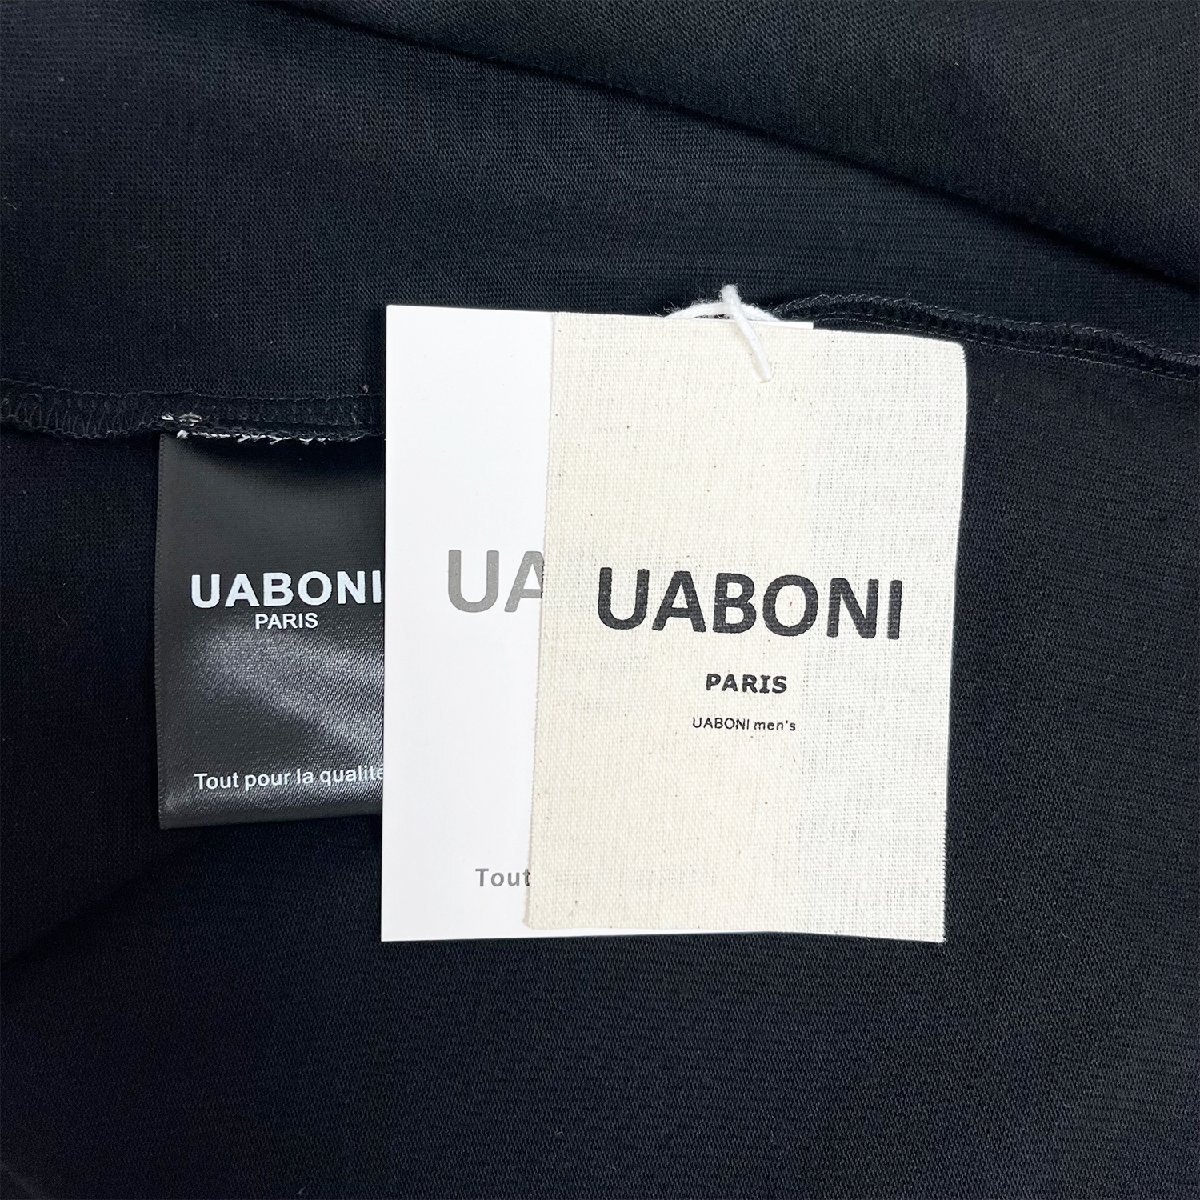 UABONI
PARIS
Tout pour la qualité
UA
Tout
UABONI
PARIS
UABONI men's